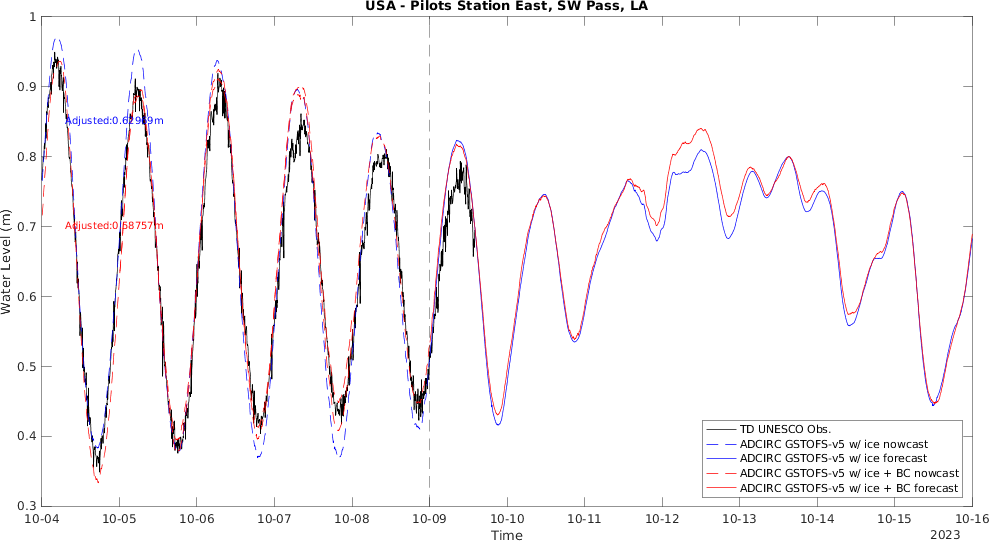 USA - Pilots Station East, SW Pass, LA
1
0.9
0.8
0.7
0.6
0.5
0.4
0.3
Water Level (m)
Adjusted:0.62969m
Adjusted:0.58757m
TD UNESCO Obs.
ADCIRC GSTOFS-v5 w/ ice nowcast
ADCIRC GSTOFS-v5 w/ ice forecast
ADCIRC GSTOFS-v5 w/ ice + BC nowcast
ADCIRC GSTOFS-v5 w/ ice + BC forecast
10-04 10-05 10-06 10-07 10-08 10-09 10-10 10-11 10-12 10-13 10-14 10-15 10-16
Time
2023